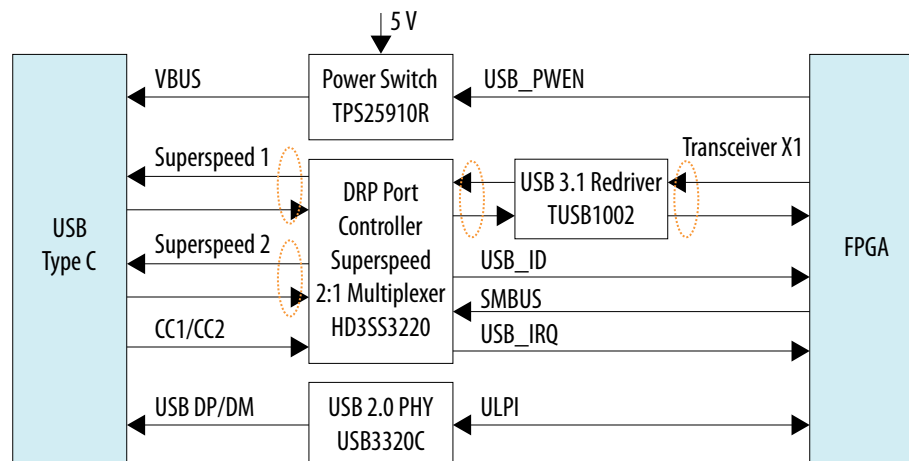 5 V
VBUS
Power Switch
TPS25910R
USB_PWEN
Superspeed 1
Transceiver X1
DRP Port
Controller
Superspeed
2:1 Multiplexer
HD3SS3220
USB 3.1 Redriver
TUSB1002
USB
Type C
Superspeed 2
USB_ID
FPGA
SMBUS
CC1/CC2
USB_IRQ
USB DP/DM
USB 2.0 PHY
USB3320C
ULPI